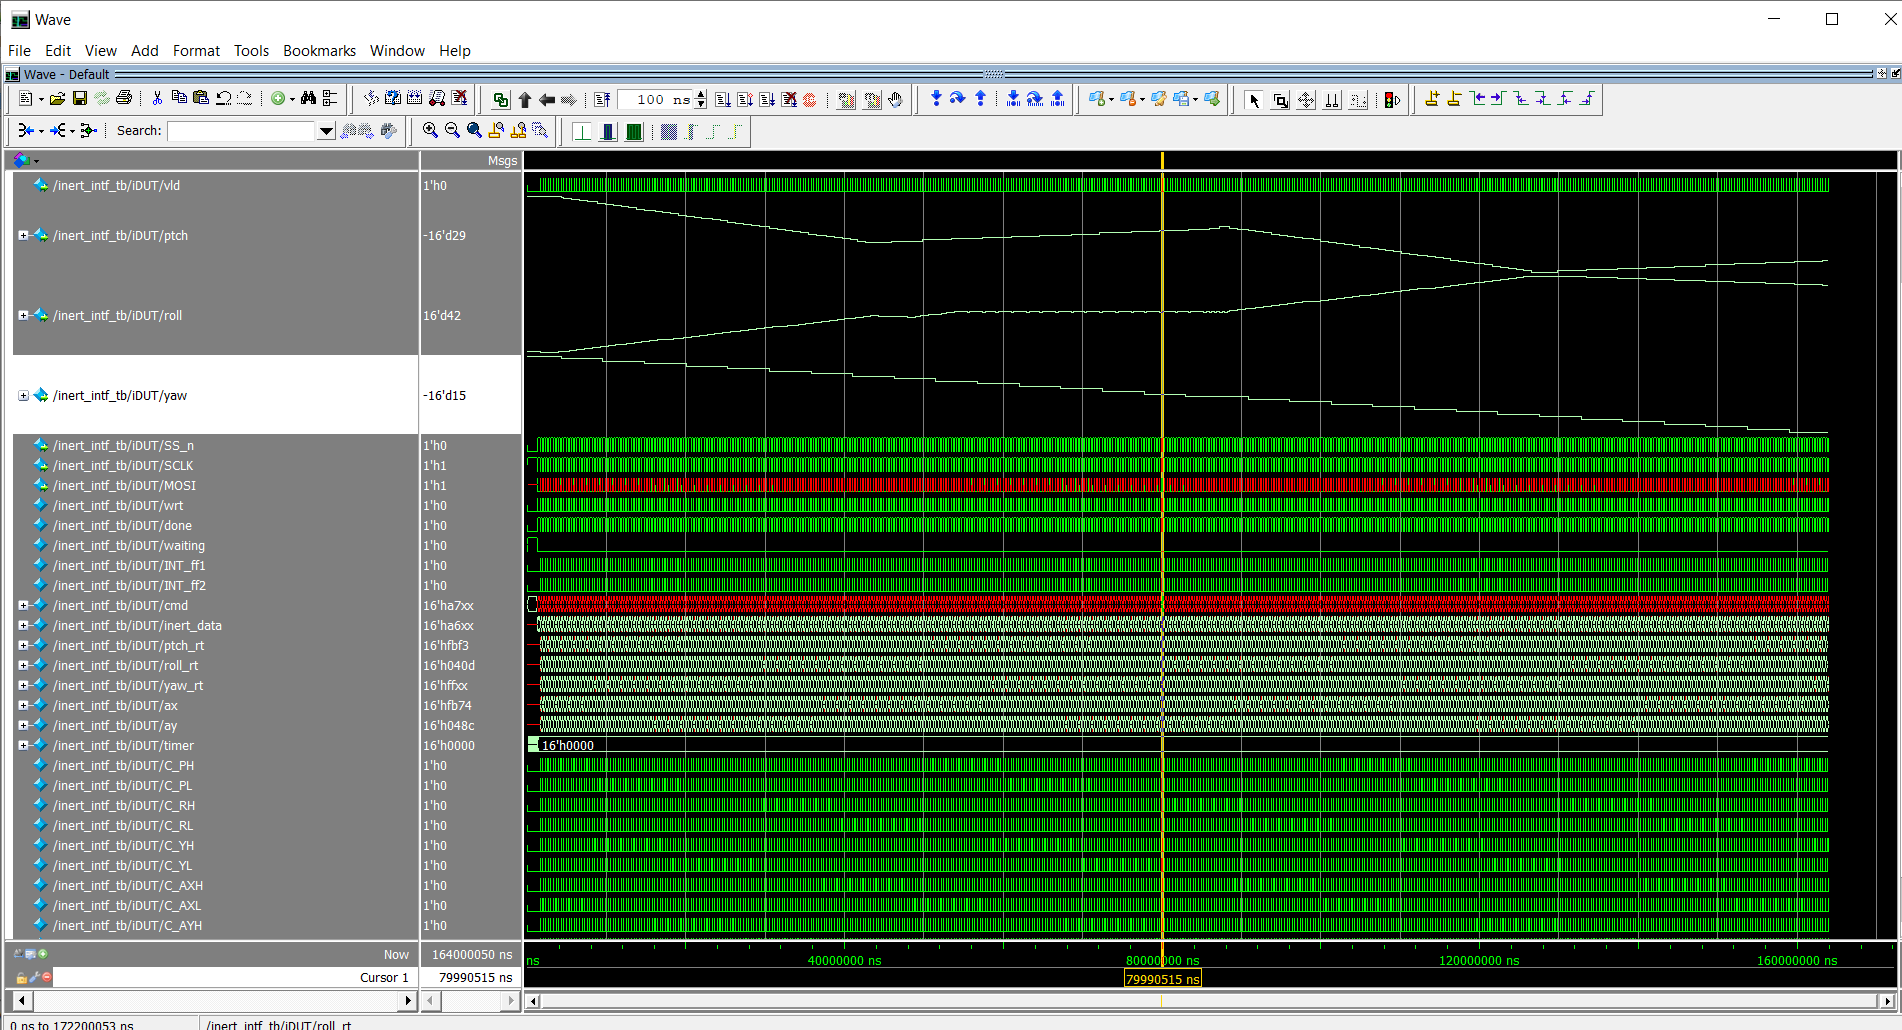 Wave
File Edit View Add Format Tools Bookmarks Window Help
Wave - Default
100 ns
Search:
Msgs
/inert_intf_tb/iDUT/vld 1'h0
/inert_intf_tb/iDUT/ptch -16'd29
/inert_intf_tb/iDUT/roll 16'd42
/inert_intf_tb/iDUT/yaw -16'd15
/inert_intf_tb/iDUT/SS_n 1'h0
/inert_intf_tb/iDUT/SCLK 1'h1
/inert_intf_tb/iDUT/MOSI 1'h1
/inert_intf_tb/iDUT/wrt 1'h0
/inert_intf_tb/iDUT/done 1'h0
/inert_intf_tb/iDUT/waiting 1'h0
/inert_intf_tb/iDUT/INT_ff1 1'h0
/inert_intf_tb/iDUT/INT_ff2 1'h0
/inert_intf_tb/iDUT/cmd 16'ha7xx
/inert_intf_tb/iDUT/inert_data 16'ha6xx
/inert_intf_tb/iDUT/ptch_rt 16'hfbf3
/inert_intf_tb/iDUT/roll_rt 16'h040d
/inert_intf_tb/iDUT/yaw_rt 16'hffxx
/inert_intf_tb/iDUT/ax 16'hfb74
/inert_intf_tb/iDUT/ay 16'h048c
/inert_intf_tb/iDUT/timer 16'h0000 16'h0000
/inert_intf_tb/iDUT/C_PH 1'h0
/inert_intf_tb/iDUT/C_PL 1'h0
/inert_intf_tb/iDUT/C_RH 1'h0
/inert_intf_tb/iDUT/C_RL 1'h0
/inert_intf_tb/iDUT/C_YH 1'h0
/inert_intf_tb/iDUT/C_YL 1'h0
/inert_intf_tb/iDUT/C_AXH 1'h0
/inert_intf_tb/iDUT/C_AXL 1'h0
/inert_intf_tb/iDUT/C_AYH 1'h0
Now 164000050 ns ns 40000000 ns 80000000 ns 120000000 ns 160000000 ns
Cursor 1 79990515 ns 79990515 ns
0 ns to 172200053 ns /inert_intf_tb/iDUT/roll_rt